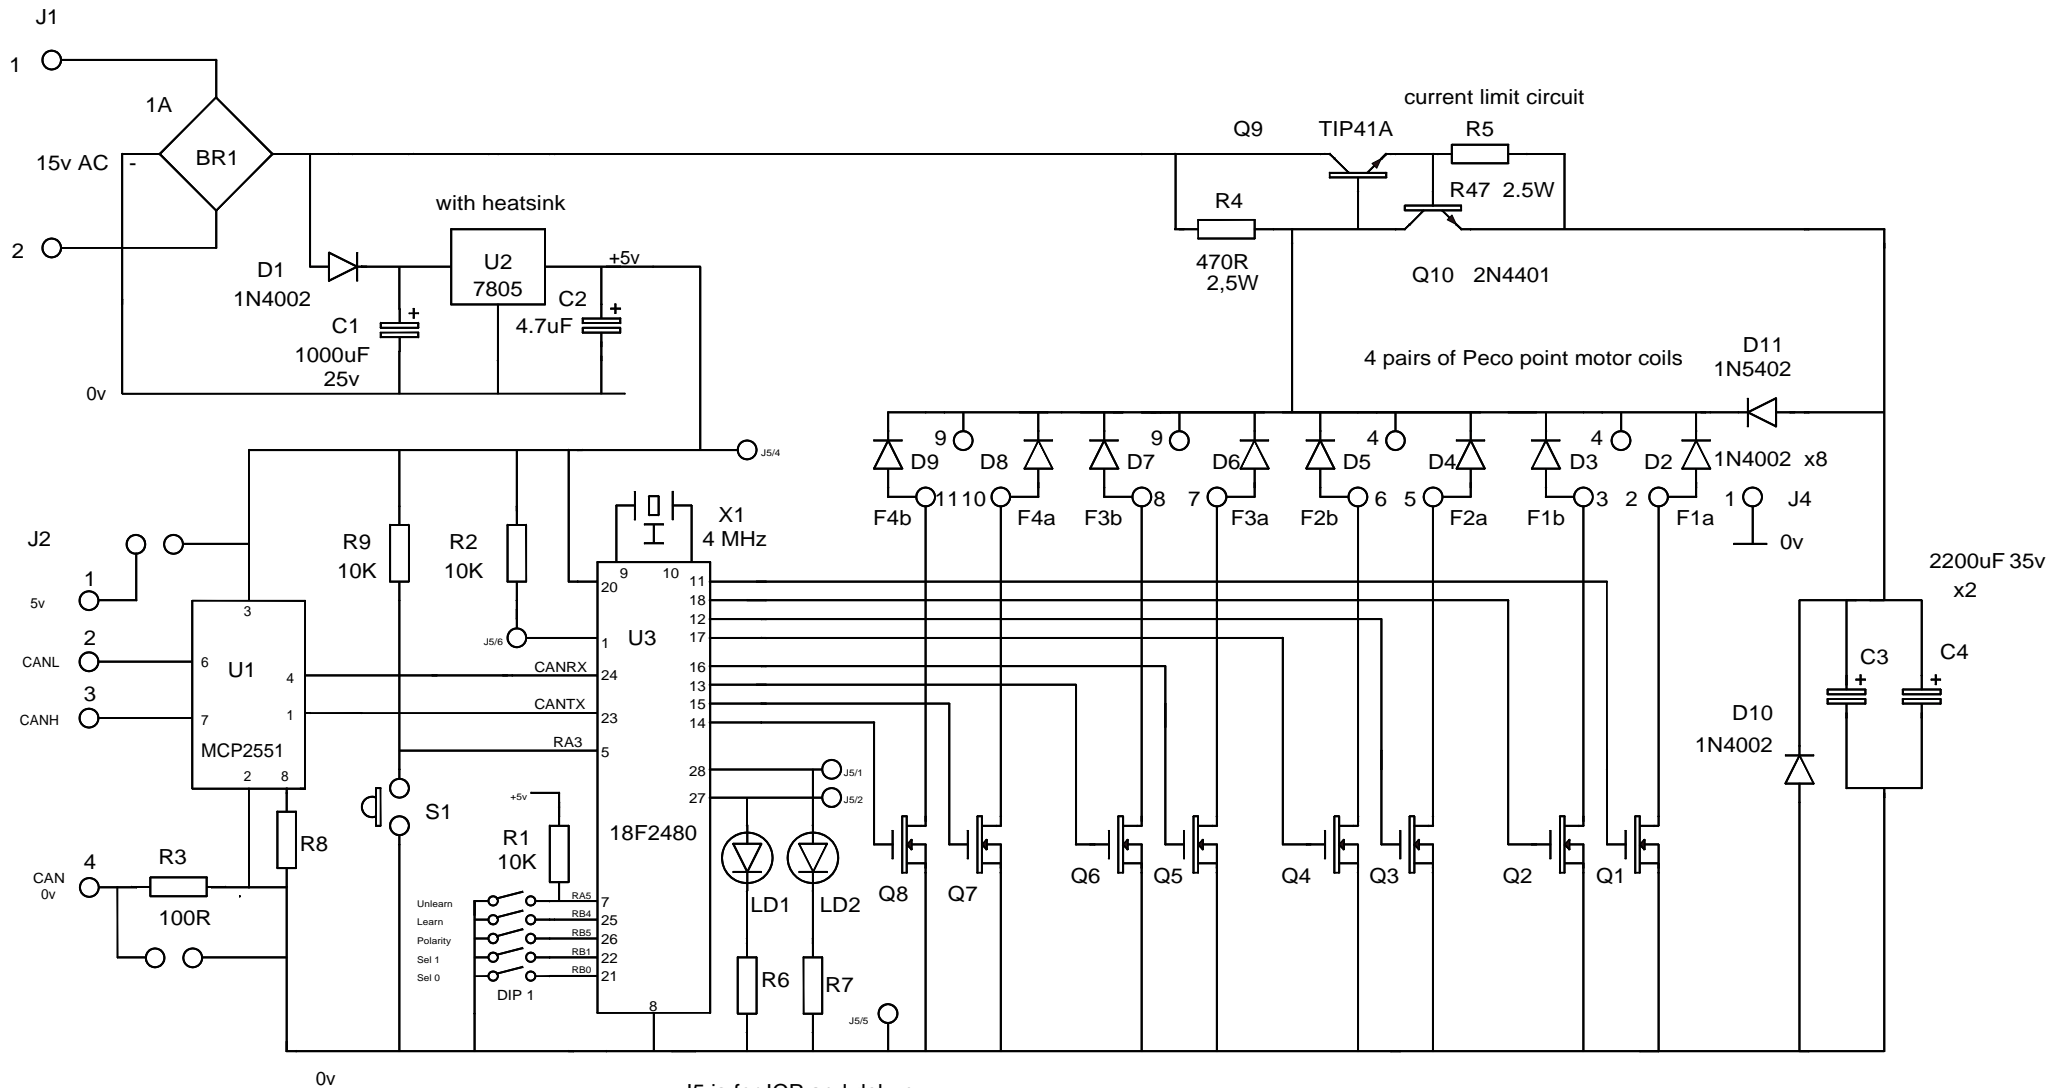 J1
1
1A
15v AC
-
BR1
2
with heatsink
D1
1N4002
U2
7805
+5v
C1
+
1000uF
25v
C2
+
4.7uF
0v
current limit circuit
Q9
TIP41A
R5
R47 2.5W
R4
470R
2,5W
Q10 2N4401
4 pairs of Peco point motor coils
D11
1N5402
9
9
4
4
D9
D8
D7
D6
D5
D4
D3
D2
1N4002 x8
11
10
8
7
6
5
3
2
1
J4
F4b
F4a
F3b
F3a
F2b
F2a
F1b
F1a
0v
2200uF 35v
x2
C3
+
C4
+
D10
1N4002
J5/4
J2
1
5v
2
CANL
3
CANH
3
6
U1
4
7
1
MCP2551
2
8
R9
10K
R2
10K
J5/6
X1
4 MHz
9
10
20
1
U3
CANRX
24
CANTX
23
RA3
5
11
18
12
17
16
13
15
14
28
27
J5/1
J5/2
18F2480
S1
+5v
R1
10K
R8
4
CAN
0v
R3
100R
Unlearn
RA5
7
Learn
RB4
25
Polarity
RB5
26
Sel 1
RB1
22
Sel 0
RB0
21
DIP 1
8
LD1
LD2
R6
R7
J5/5
Q8
Q7
Q6
Q5
Q4
Q3
Q2
Q1
0v